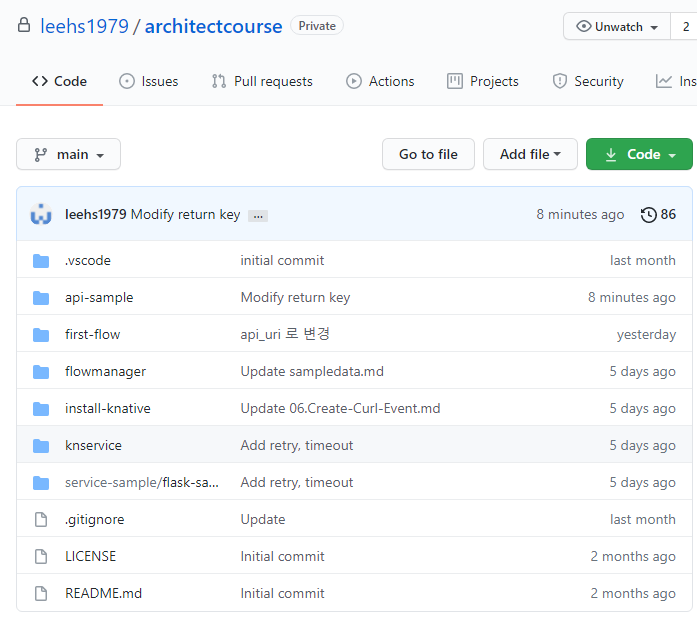 leehs1979 / architectcourse Private Unwatch 2
Code Issues Pull requests Actions Projects Security Ins
main Go to file Add file Code
leehs1979 Modify return key ... 8 minutes ago 86
.vscode initial commit last month
api-sample Modify return key 8 minutes ago
first-flow api_uri 로 변경 yesterday
flowmanager Update sampledata.md 5 days ago
install-knative Update 06.Create-Curl-Event.md 5 days ago
knservice Add retry, timeout 5 days ago
service-sample/flask-sa... Add retry, timeout 5 days ago
.gitignore Update last month
LICENSE Initial commit 2 months ago
README.md Initial commit 2 months ago